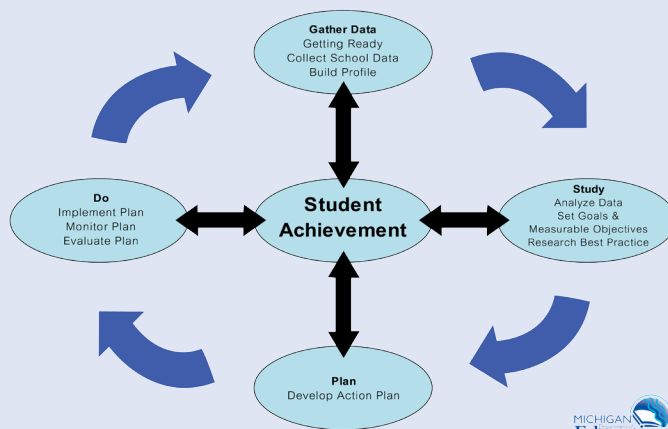 Gather Data
Getting Ready
Collect School Data
Build Profile
Do
Implement Plan
Monitor Plan
Evaluate Plan
Student
Achievement
Study
Analyze Data
Set Goals &
Measurable Objectives
Research Best Practice
Plan
Develop Action Plan
MICHIGAN